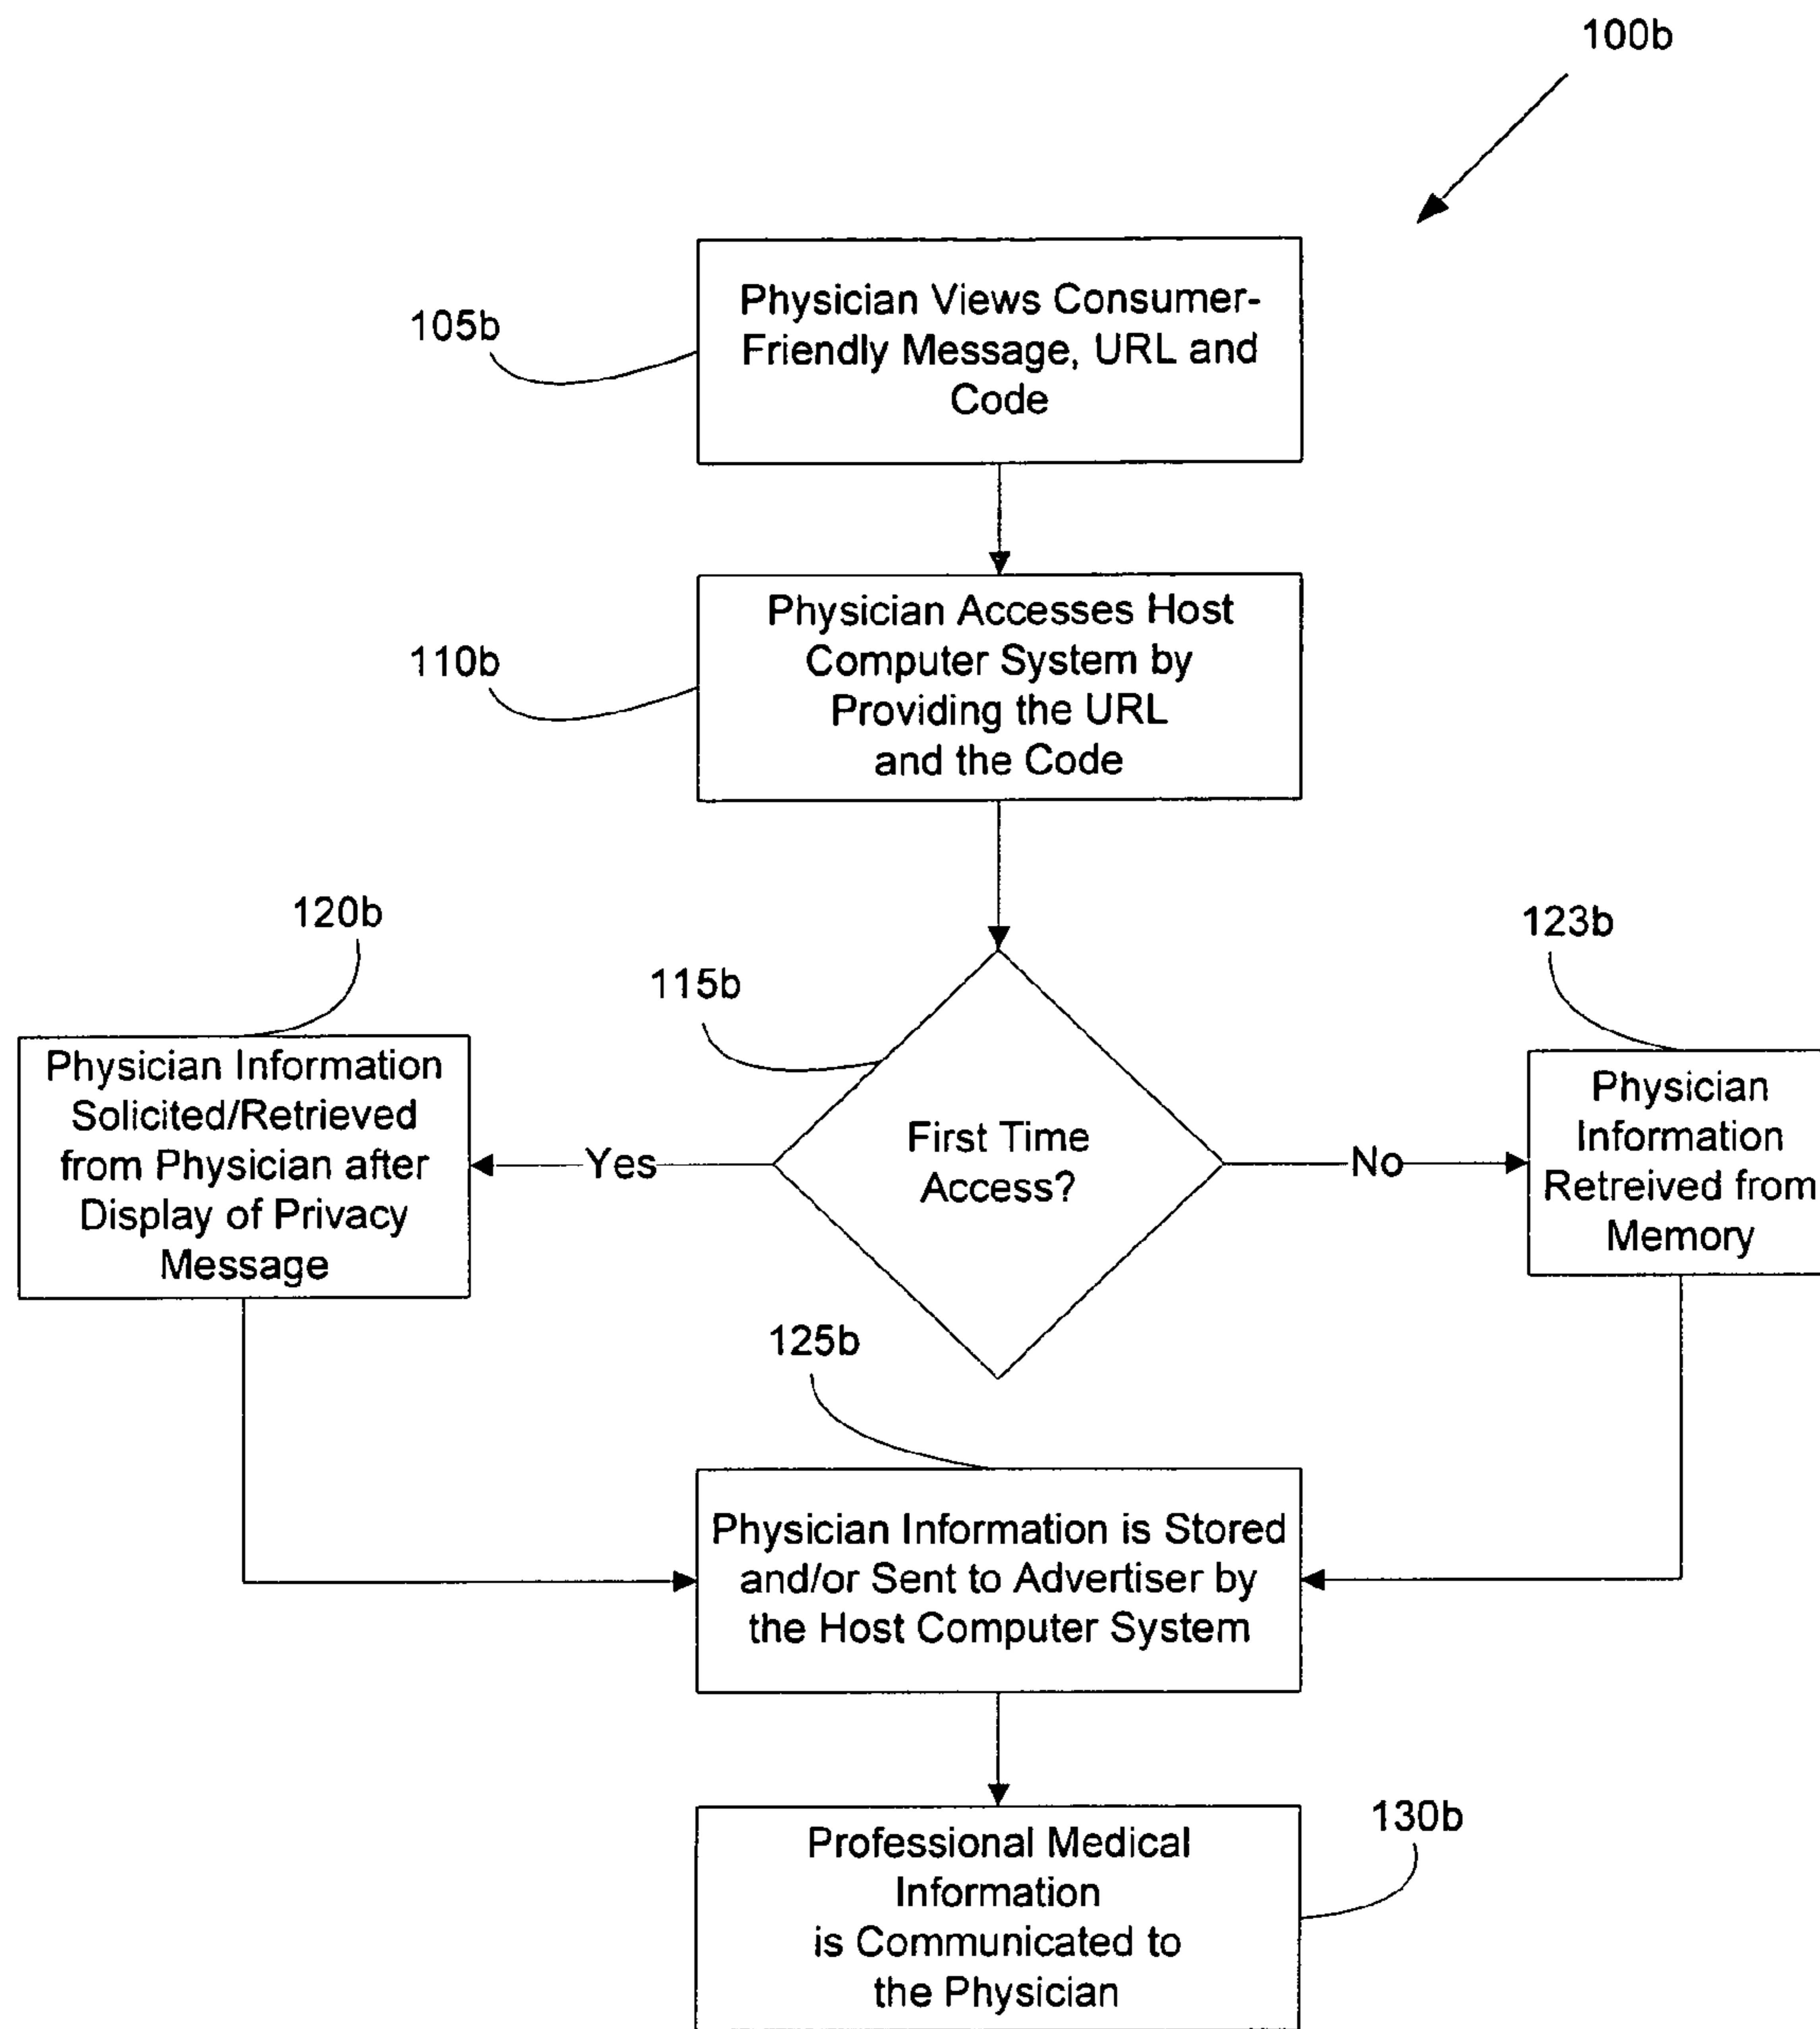 100b
105b
Physician Views Consumer-
Friendly Message, URL and
Code
110b
Physician Accesses Host
Computer System by
Providing the URL
and the Code
120b
123b
115b
Physician Information
Solicited/Retrieved
from Physician after
Display of Privacy
Message
Yes
First Time
Access?
No
Physician
Information
Retreived from
Memory
125b
Physician Information is Stored
and/or Sent to Advertiser by
the Host Computer System
130b
Professional Medical
Information
is Communicated to
the Physician